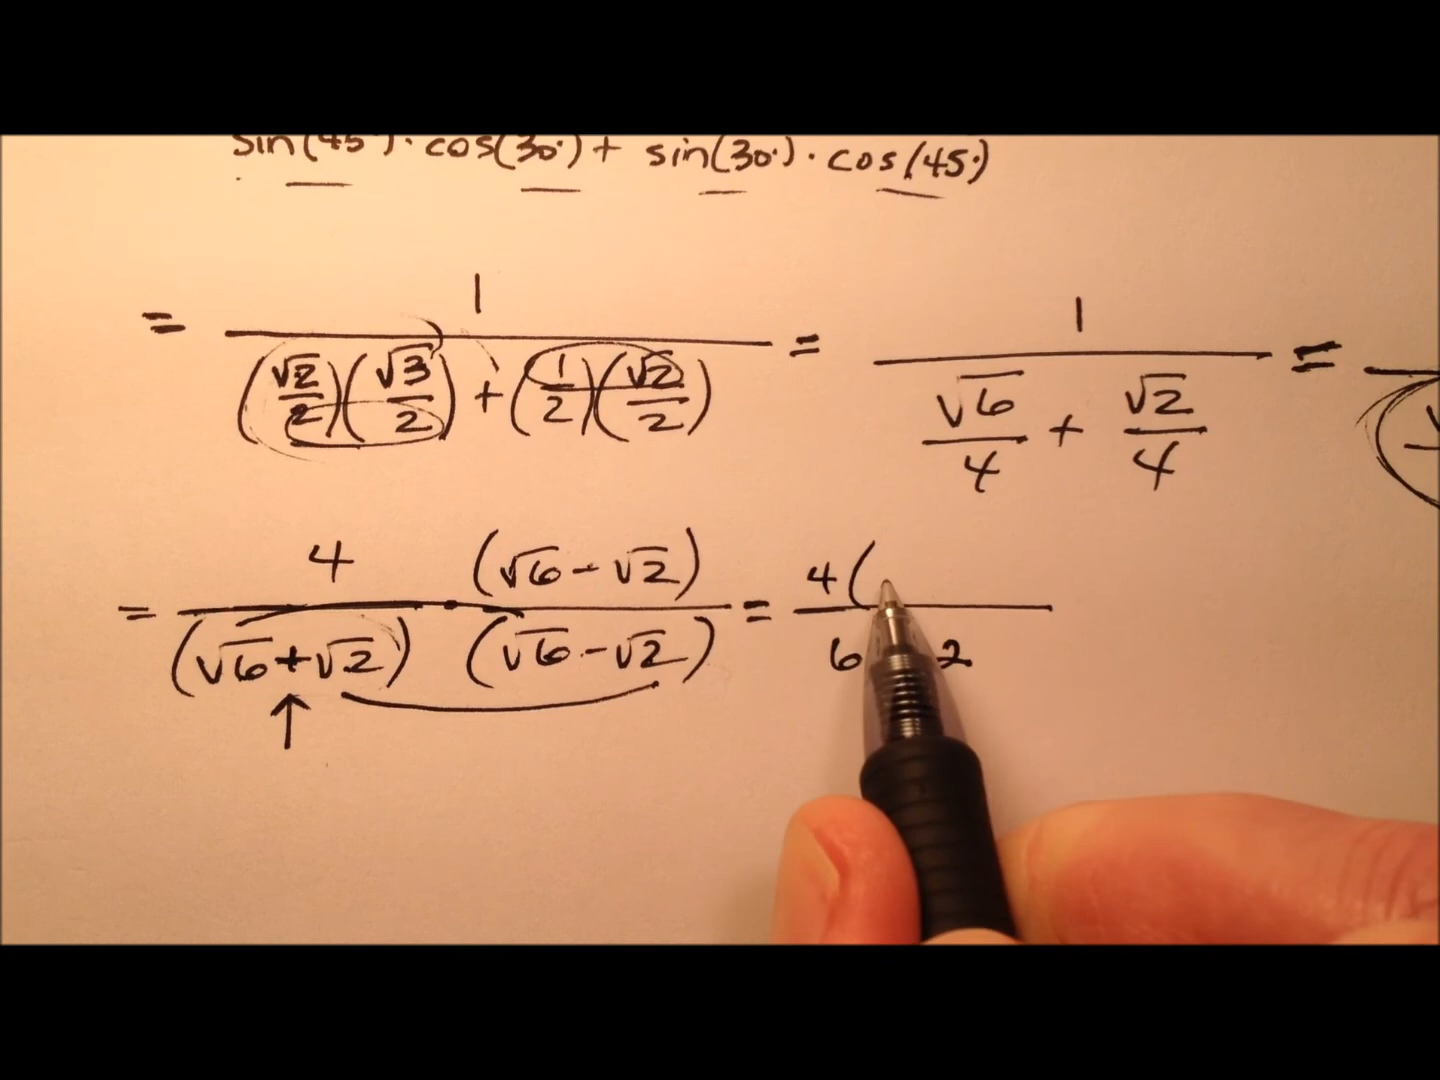 sin(45°)·cos(30°) + sin(30°)·cos(45°)
= 1/((√2/2)(√3/2) + (1/2)(√2/2)) = 1/(√6/4 + √2/4) =
= 4/(√6+√2) · (√6-√2)/(√6-√2) = 4(/6 2